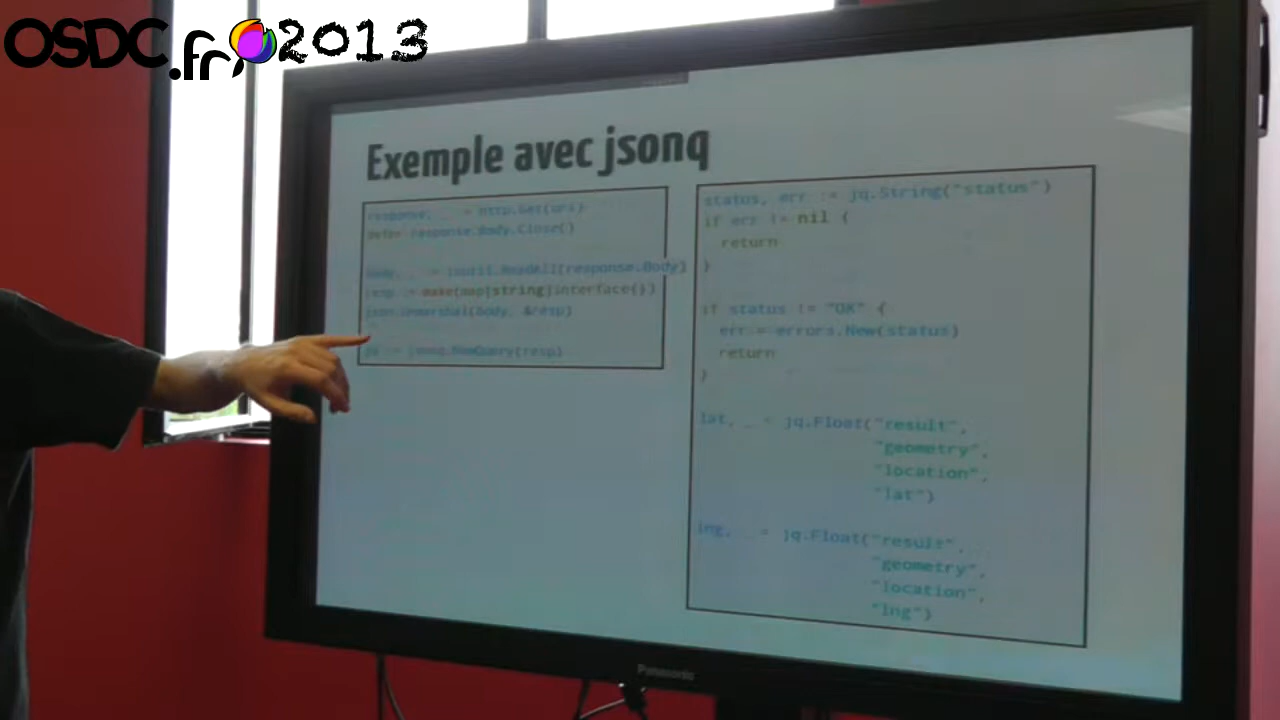 OSDC.fr 2013
Exemple avec jsonq
response, _ = http.Get(uri)
defer response.Body.Close()
body, _ = ioutil.ReadAll(response.Body)
resp := make(map[string]interface{})
json.Unmarshal(body, &resp)
jq := jsonq.NewQuery(resp)
status, err := jq.String("status")
if err != nil {
return
}
if status != "OK" {
err = errors.New(status)
return
}
lat, _ = jq.Float("result",
"geometry",
"location",
"lat")
lng, _ = jq.Float("result",
"geometry",
"location",
"lng")
Panasonic